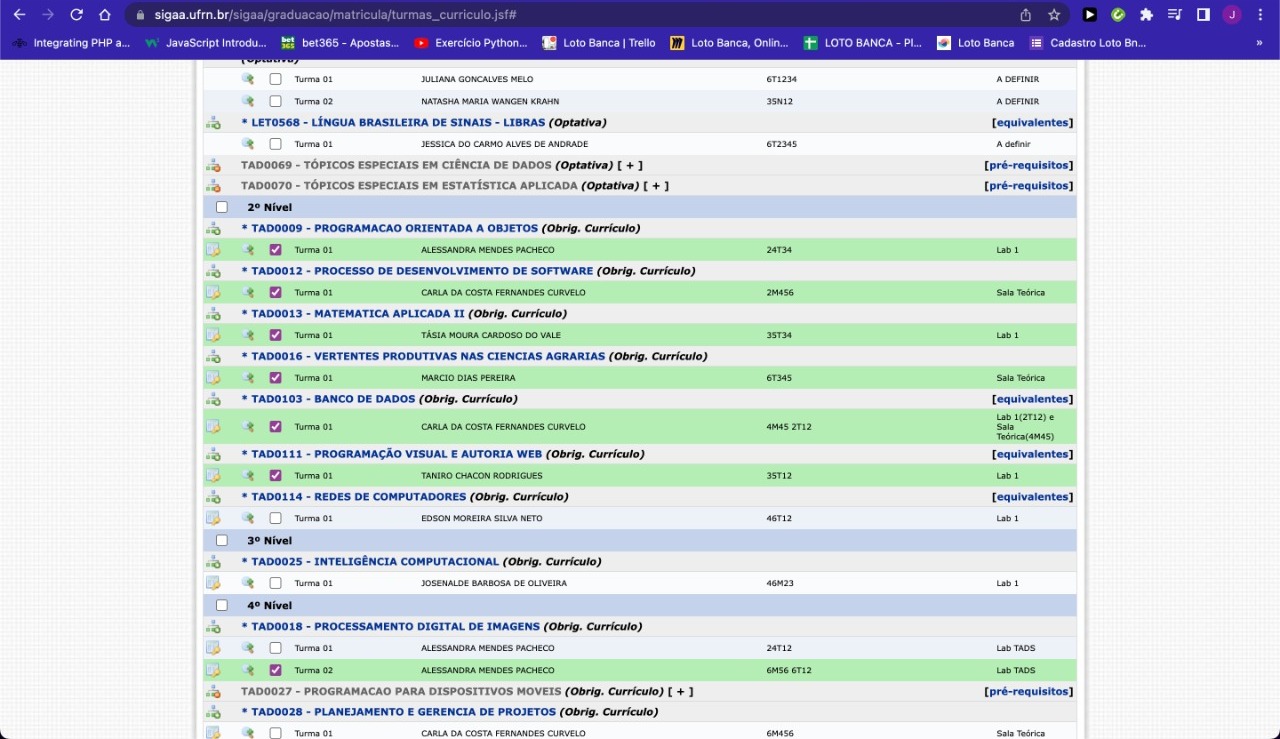 sigaa.ufrn.br/sigaa/graduacao/matricula/turmas_curriculo.jsf#
J
Integrating PHP a... JavaScript Introdu... bet365 - Apostas... Exercício Python... Loto Banca | Trello Loto Banca, Onlin... LOTO BANCA - Pl... Loto Banca Cadastro Loto Bn... »
(Optativa)
Turma 01 JULIANA GONCALVES MELO 6T1234 A DEFINIR
Turma 02 NATASHA MARIA WANGEN KRAHN 35N12 A DEFINIR
* LET0568 - LÍNGUA BRASILEIRA DE SINAIS - LIBRAS (Optativa) [equivalentes]
Turma 01 JESSICA DO CARMO ALVES DE ANDRADE 6T2345 A definir
TAD0069 - TÓPICOS ESPECIAIS EM CIÊNCIA DE DADOS (Optativa) [ + ] [pré-requisitos]
TAD0070 - TÓPICOS ESPECIAIS EM ESTATÍSTICA APLICADA (Optativa) [ + ] [pré-requisitos]
2º Nível
* TAD0009 - PROGRAMACAO ORIENTADA A OBJETOS (Obrig. Currículo)
Turma 01 ALESSANDRA MENDES PACHECO 24T34 Lab 1
* TAD0012 - PROCESSO DE DESENVOLVIMENTO DE SOFTWARE (Obrig. Currículo)
Turma 01 CARLA DA COSTA FERNANDES CURVELO 2M456 Sala Teórica
* TAD0013 - MATEMATICA APLICADA II (Obrig. Currículo)
Turma 01 TÁSIA MOURA CARDOSO DO VALE 35T34 Lab 1
* TAD0016 - VERTENTES PRODUTIVAS NAS CIENCIAS AGRARIAS (Obrig. Currículo)
Turma 01 MARCIO DIAS PEREIRA 6T345 Sala Teórica
* TAD0103 - BANCO DE DADOS (Obrig. Currículo) [equivalentes]
Turma 01 CARLA DA COSTA FERNANDES CURVELO 4M45 2T12 Lab 1(2T12) e
Sala
Teórica(4M45)
* TAD0111 - PROGRAMAÇÃO VISUAL E AUTORIA WEB (Obrig. Currículo) [equivalentes]
Turma 01 TANIRO CHACON RODRIGUES 35T12 Lab 1
* TAD0114 - REDES DE COMPUTADORES (Obrig. Currículo) [equivalentes]
Turma 01 EDSON MOREIRA SILVA NETO 46T12 Lab 1
3º Nível
* TAD0025 - INTELIGÊNCIA COMPUTACIONAL (Obrig. Currículo)
Turma 01 JOSENALDE BARBOSA DE OLIVEIRA 46M23 Lab 1
4º Nível
* TAD0018 - PROCESSAMENTO DIGITAL DE IMAGENS (Obrig. Currículo)
Turma 01 ALESSANDRA MENDES PACHECO 24T12 Lab TADS
Turma 02 ALESSANDRA MENDES PACHECO 6M56 6T12 Lab TADS
TAD0027 - PROGRAMACAO PARA DISPOSITIVOS MOVEIS (Obrig. Currículo) [ + ] [pré-requisitos]
* TAD0028 - PLANEJAMENTO E GERENCIA DE PROJETOS (Obrig. Currículo)
Turma 01 CARLA DA COSTA FERNANDES CURVELO 6M456 Sala Teórica